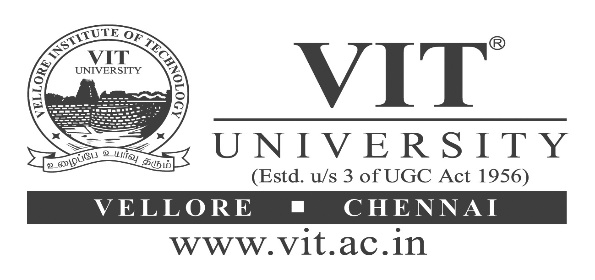 VELLORE INSTITUTE OF TECHNOLOGY
VIT
UNIVERSITY
உழைப்பே உயர்வு தரும்
VIT®
UNIVERSITY
(Estd. u/s 3 of UGC Act 1956)
VELLORE ■ CHENNAI
www.vit.ac.in